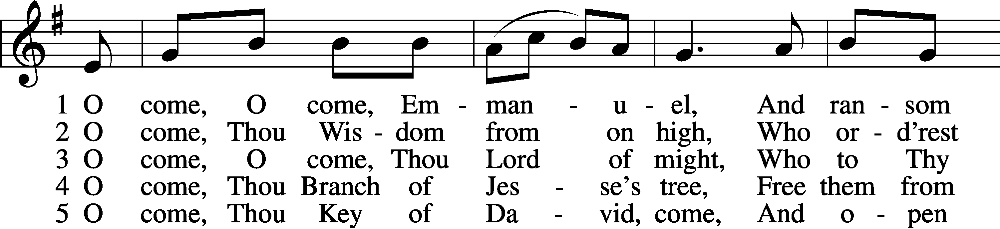 1 O come, O come, Em - man - u - el, And ran - som
2 O come, Thou Wis - dom from on high, Who or - d’rest
3 O come, O come, Thou Lord of might, Who to Thy
4 O come, Thou Branch of Jes - se’s tree, Free them from
5 O come, Thou Key of Da - vid, come, And o - pen